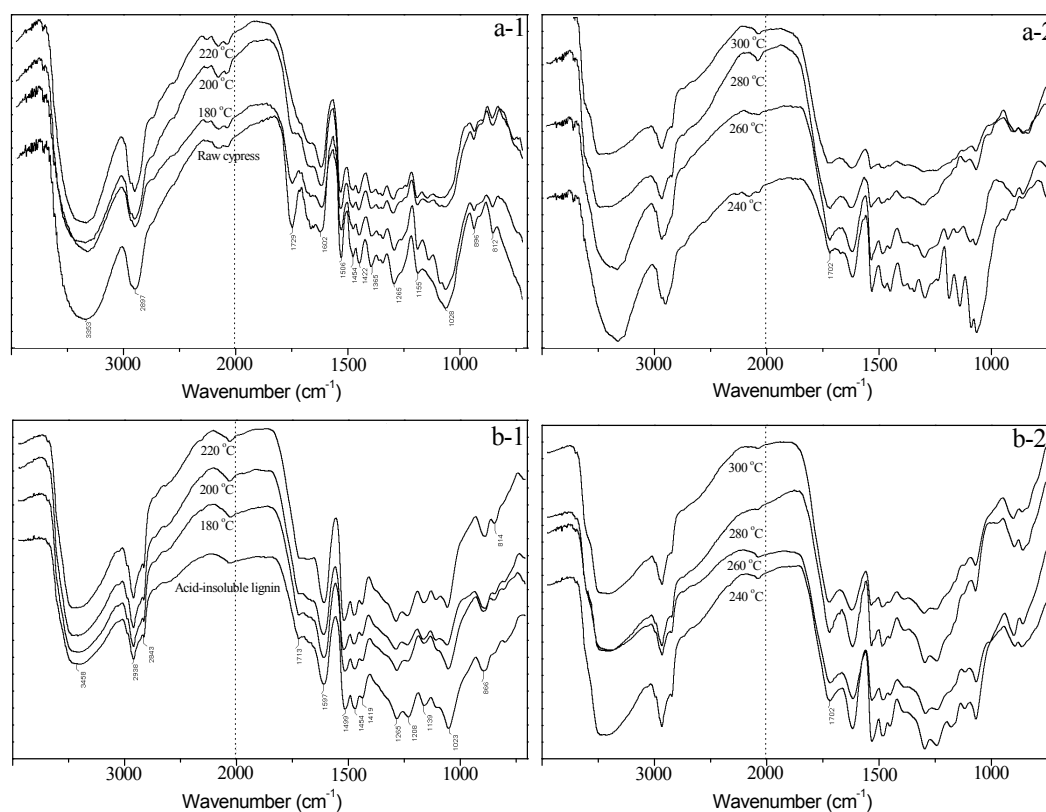 a-1
220 °C
200 °C
180 °C
Raw cypress
3353
2897
1729
1602
1506
1454
1422
1365
1265
1155
1028
896
812
3000
2000
1500
1000
Wavenumber (cm⁻¹)
a-2
300 °C
280 °C
260 °C
240 °C
1702
3000
2000
1500
1000
Wavenumber (cm⁻¹)
b-1
220 °C
200 °C
180 °C
Acid-insoluble lignin
3458
2938
2843
1713
1597
1499
1454
1419
1265
1208
1139
1023
866
814
3000
2000
1500
1000
Wavenumber (cm⁻¹)
b-2
300 °C
280 °C
260 °C
240 °C
1702
3000
2000
1500
1000
Wavenumber (cm⁻¹)